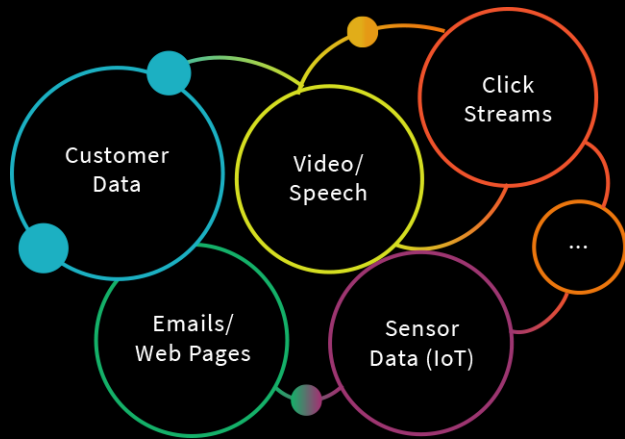 Customer
Data
Video/
Speech
Click
Streams
...
Emails/
Web Pages
Sensor
Data (IoT)